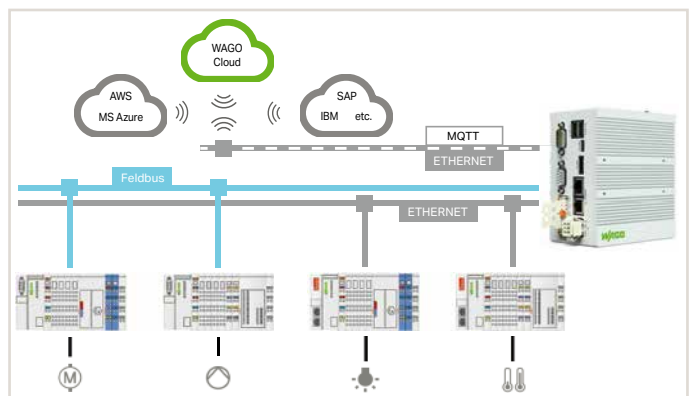 WAGO
Cloud
AWS
MS Azure
SAP
IBM etc.
MQTT
ETHERNET
Feldbus
ETHERNET
WAGO
M